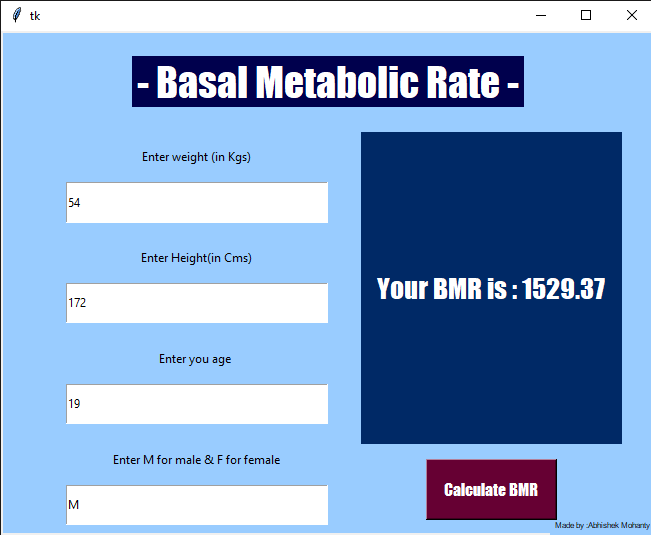 tk
- Basal Metabolic Rate -
Enter weight (in Kgs)
54
Enter Height(in Cms)
172
Enter you age
19
Enter M for male & F for female
M
Your BMR is : 1529.37
Calculate BMR
Made by :Abhishek Mohanty